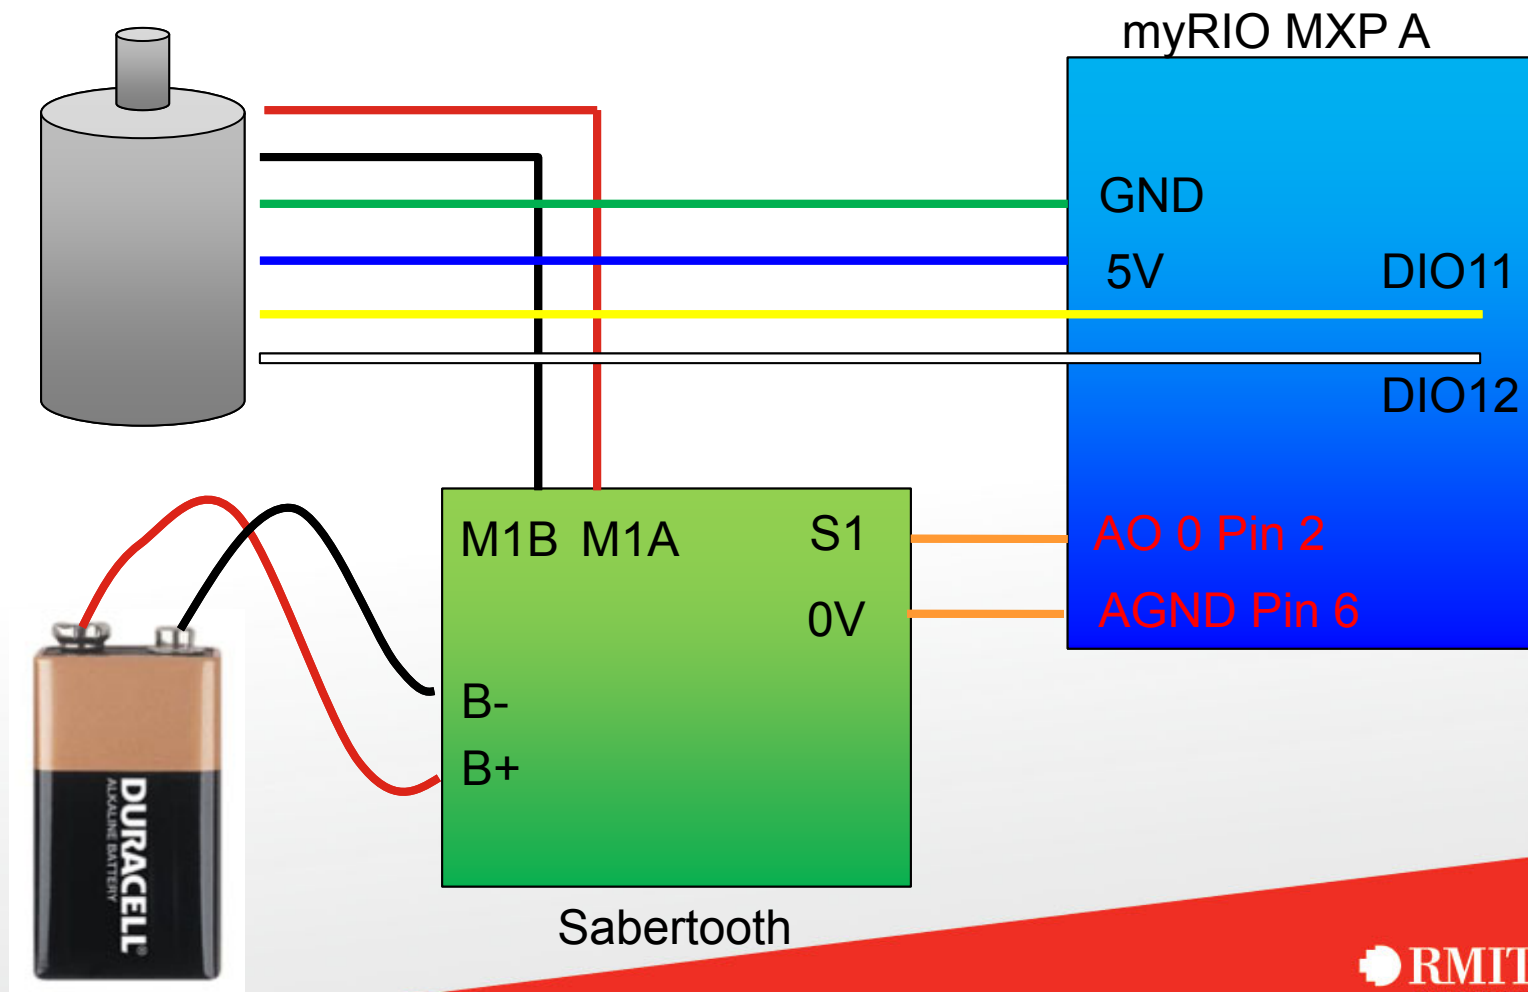 myRIO MXP A
GND
5V
DIO11
DIO12
M1B M1A
S1
AO 0 Pin 2
0V
AGND Pin 6
B-
B+
DURACELL®
ALKALINE BATTERY
Sabertooth
RMIT